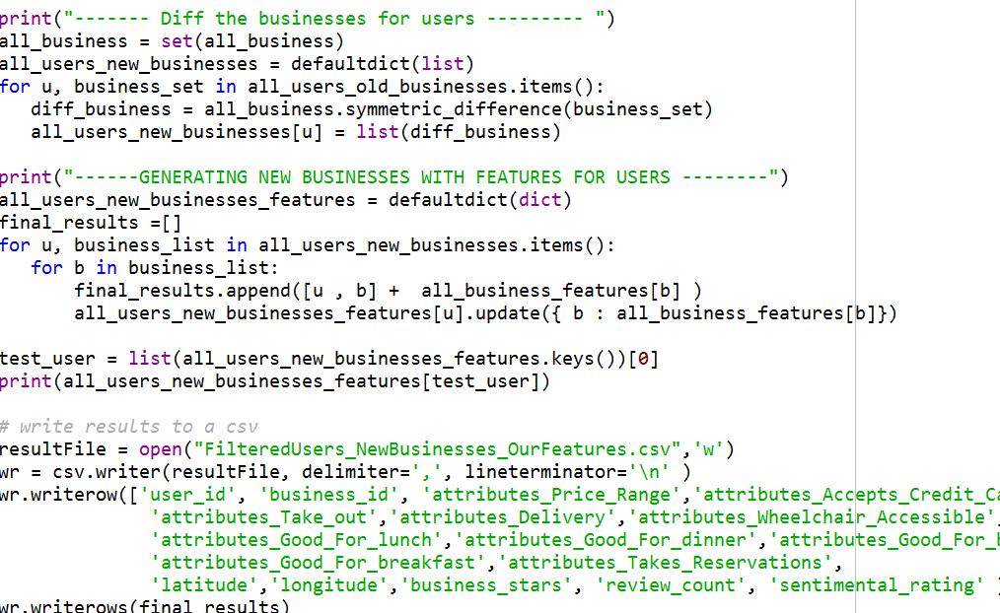 print("------- Diff the businesses for users --------- ")
all_business = set(all_business)
all_users_new_businesses = defaultdict(list)
for u, business_set in all_users_old_businesses.items():
diff_business = all_business.symmetric_difference(business_set)
all_users_new_businesses[u] = list(diff_business)
print("------GENERATING NEW BUSINESSES WITH FEATURES FOR USERS --------")
all_users_new_businesses_features = defaultdict(dict)
final_results =[]
for u, business_list in all_users_new_businesses.items():
for b in business_list:
final_results.append([u , b] +  all_business_features[b] )
all_users_new_businesses_features[u].update({ b : all_business_features[b]})
test_user = list(all_users_new_businesses_features.keys())[0]
print(all_users_new_businesses_features[test_user])
# write results to a csv
resultFile = open("FilteredUsers_NewBusinesses_OurFeatures.csv",'w')
wr = csv.writer(resultFile, delimiter=',', lineterminator='\n' )
wr.writerow(['user_id', 'business_id', 'attributes_Price_Range','attributes_Accepts_Credit_Ca
'attributes_Take_out','attributes_Delivery','attributes_Wheelchair_Accessible',
'attributes_Good_For_lunch','attributes_Good_For_dinner','attributes_Good_For_
'attributes_Good_For_breakfast','attributes_Takes_Reservations',
'latitude','longitude','business_stars', 'review_count', 'sentimental_rating' ]
wr.writerows(final_results)